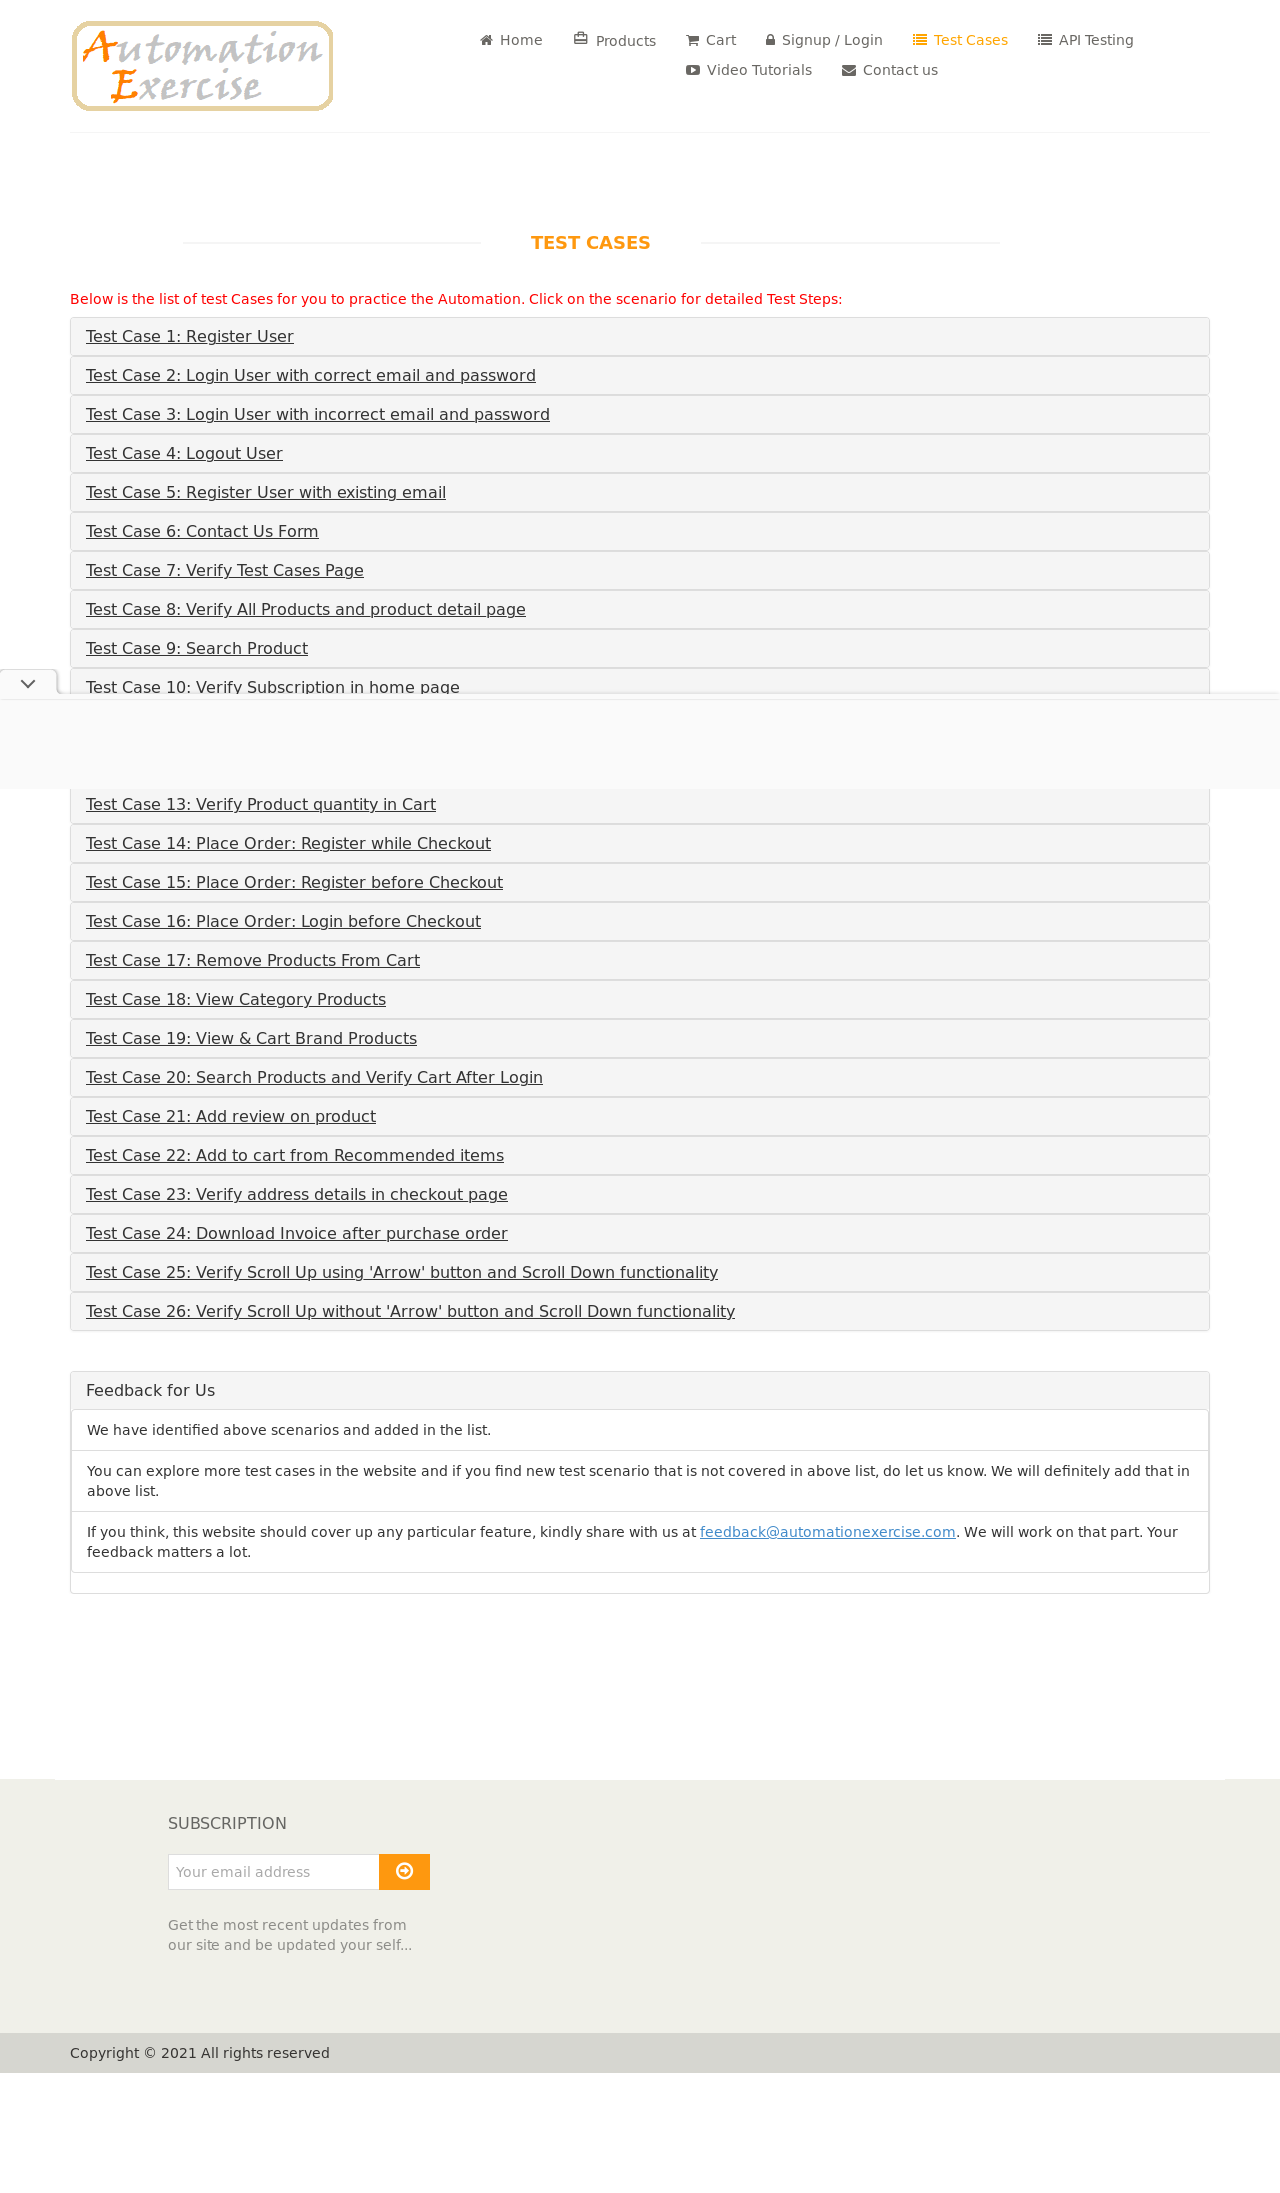 Automation
Exercise
Home
Products
Cart
Signup / Login
Test Cases
API Testing
Video Tutorials
Contact us
TEST CASES
Below is the list of test Cases for you to practice the Automation. Click on the scenario for detailed Test Steps:
Test Case 1: Register User
Test Case 2: Login User with correct email and password
Test Case 3: Login User with incorrect email and password
Test Case 4: Logout User
Test Case 5: Register User with existing email
Test Case 6: Contact Us Form
Test Case 7: Verify Test Cases Page
Test Case 8: Verify All Products and product detail page
Test Case 9: Search Product
Test Case 10: Verify Subscription in home page
Test Case 13: Verify Product quantity in Cart
Test Case 14: Place Order: Register while Checkout
Test Case 15: Place Order: Register before Checkout
Test Case 16: Place Order: Login before Checkout
Test Case 17: Remove Products From Cart
Test Case 18: View Category Products
Test Case 19: View & Cart Brand Products
Test Case 20: Search Products and Verify Cart After Login
Test Case 21: Add review on product
Test Case 22: Add to cart from Recommended items
Test Case 23: Verify address details in checkout page
Test Case 24: Download Invoice after purchase order
Test Case 25: Verify Scroll Up using 'Arrow' button and Scroll Down functionality
Test Case 26: Verify Scroll Up without 'Arrow' button and Scroll Down functionality
Feedback for Us
We have identified above scenarios and added in the list.
You can explore more test cases in the website and if you find new test scenario that is not covered in above list, do let us know. We will definitely add that in
above list.
If you think, this website should cover up any particular feature, kindly share with us at feedback@automationexercise.com. We will work on that part. Your
feedback matters a lot.
SUBSCRIPTION
Your email address
Get the most recent updates from
our site and be updated your self...
Copyright © 2021 All rights reserved